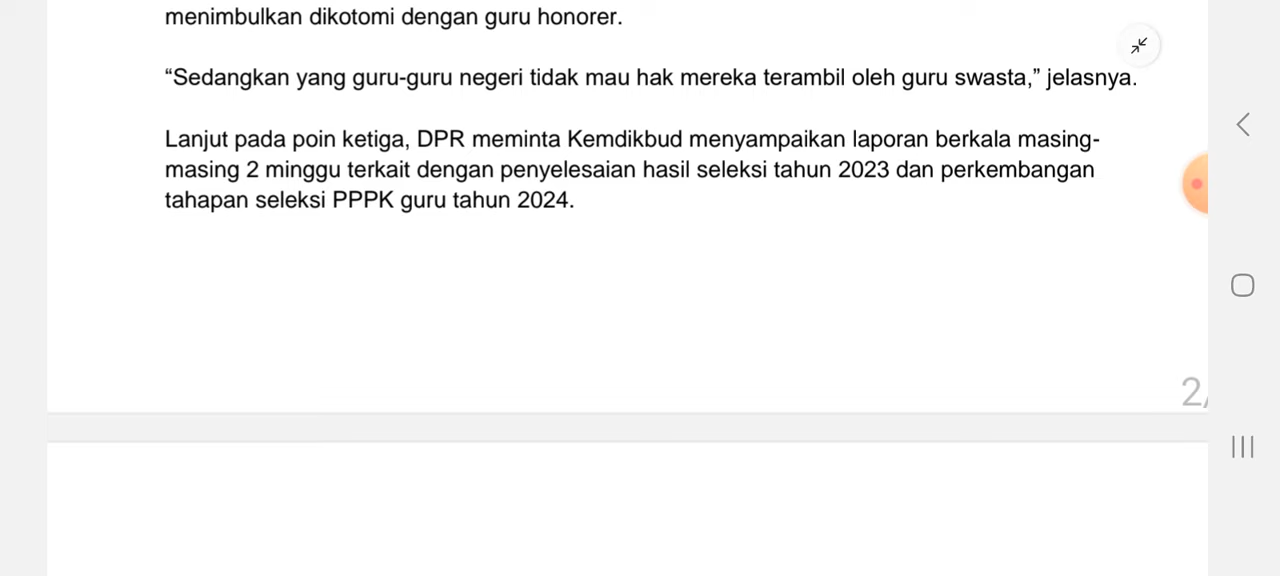 menimbulkan dikotomi dengan guru honorer.
“Sedangkan yang guru-guru negeri tidak mau hak mereka terambil oleh guru swasta,” jelasnya.
Lanjut pada poin ketiga, DPR meminta Kemdikbud menyampaikan laporan berkala masing-
masing 2 minggu terkait dengan penyelesaian hasil seleksi tahun 2023 dan perkembangan
tahapan seleksi PPPK guru tahun 2024.
2/